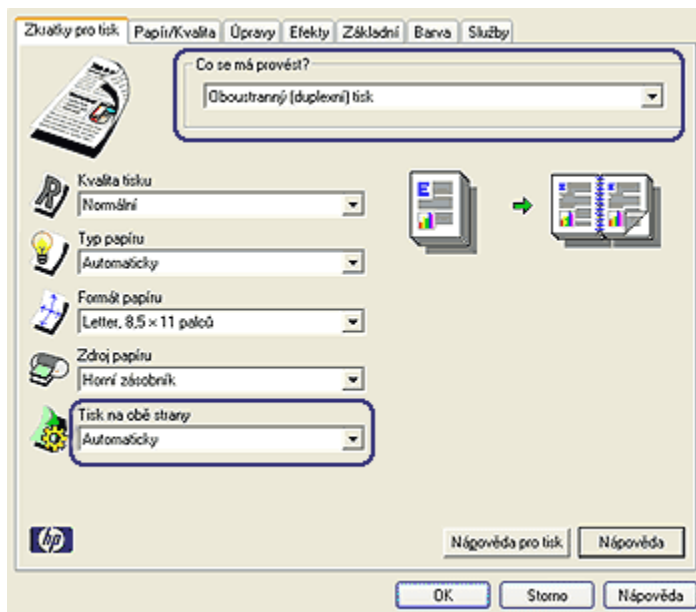 Zkratky pro tisk Papír/Kvalita Úpravy Efekty Základní Barva Služby
Co se má provést?
Oboustranný (duplexní) tisk
Kvalita tisku
Normální
Typ papíru
Automaticky
Formát papíru
Letter, 8,5 × 11 palců
Zdroj papíru
Horní zásobník
Tisk na obě strany
Automaticky
hp
Nápověda pro tisk Nápověda
OK Storno Nápověda